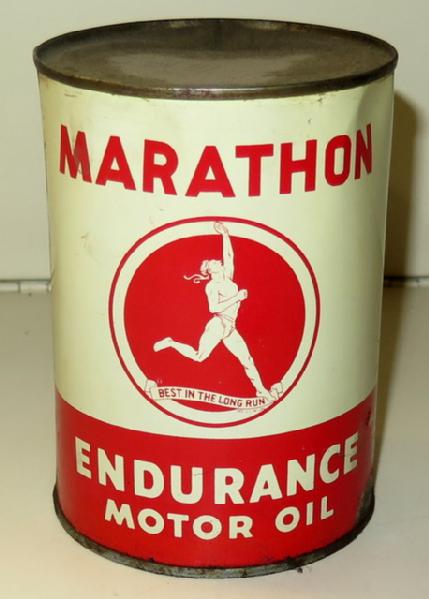 MARATHON
BEST IN THE LONG RUN
ENDURANCE
MOTOR OIL